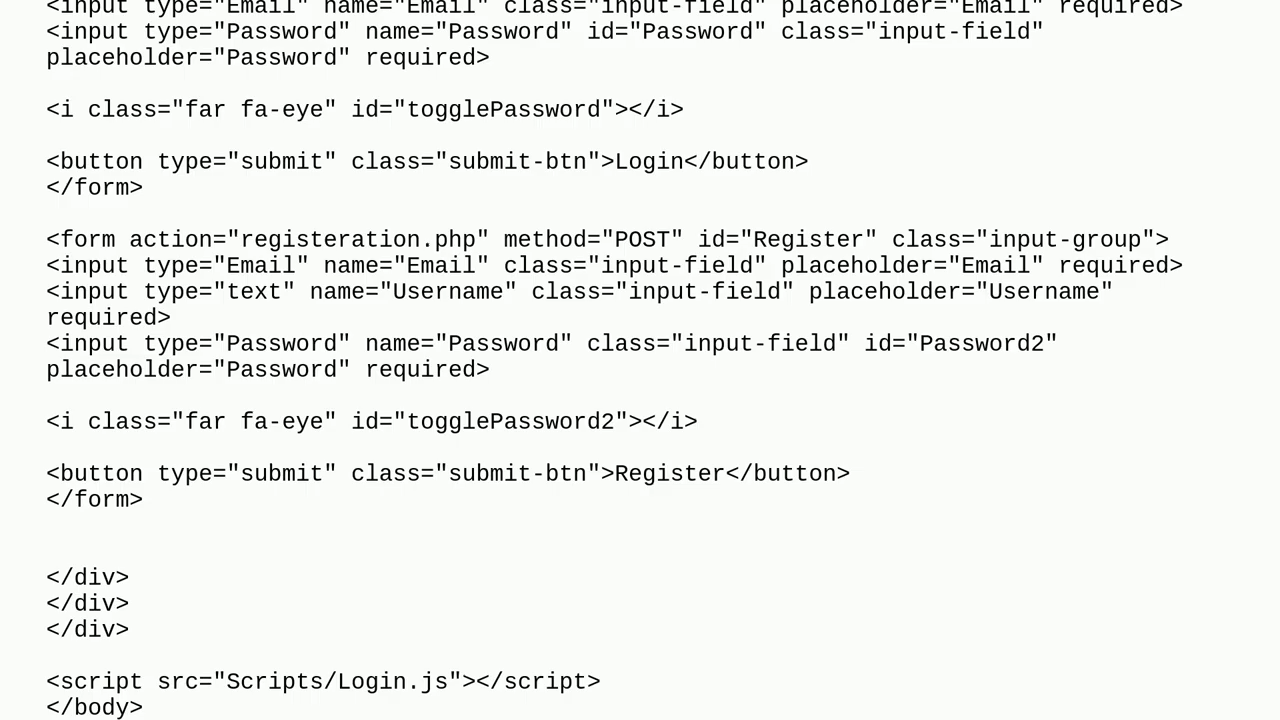 <input type="Email" name="Email" class="input-field" placeholder="Email" required>
<input type="Password" name="Password" id="Password" class="input-field"
placeholder="Password" required>
<i class="far fa-eye" id="togglePassword"></i>
<button type="submit" class="submit-btn">Login</button>
</form>
<form action="registeration.php" method="POST" id="Register" class="input-group">
<input type="Email" name="Email" class="input-field" placeholder="Email" required>
<input type="text" name="Username" class="input-field" placeholder="Username"
required>
<input type="Password" name="Password" class="input-field" id="Password2"
placeholder="Password" required>
<i class="far fa-eye" id="togglePassword2"></i>
<button type="submit" class="submit-btn">Register</button>
</form>
</div>
</div>
</div>
<script src="Scripts/Login.js"></script>
</body>